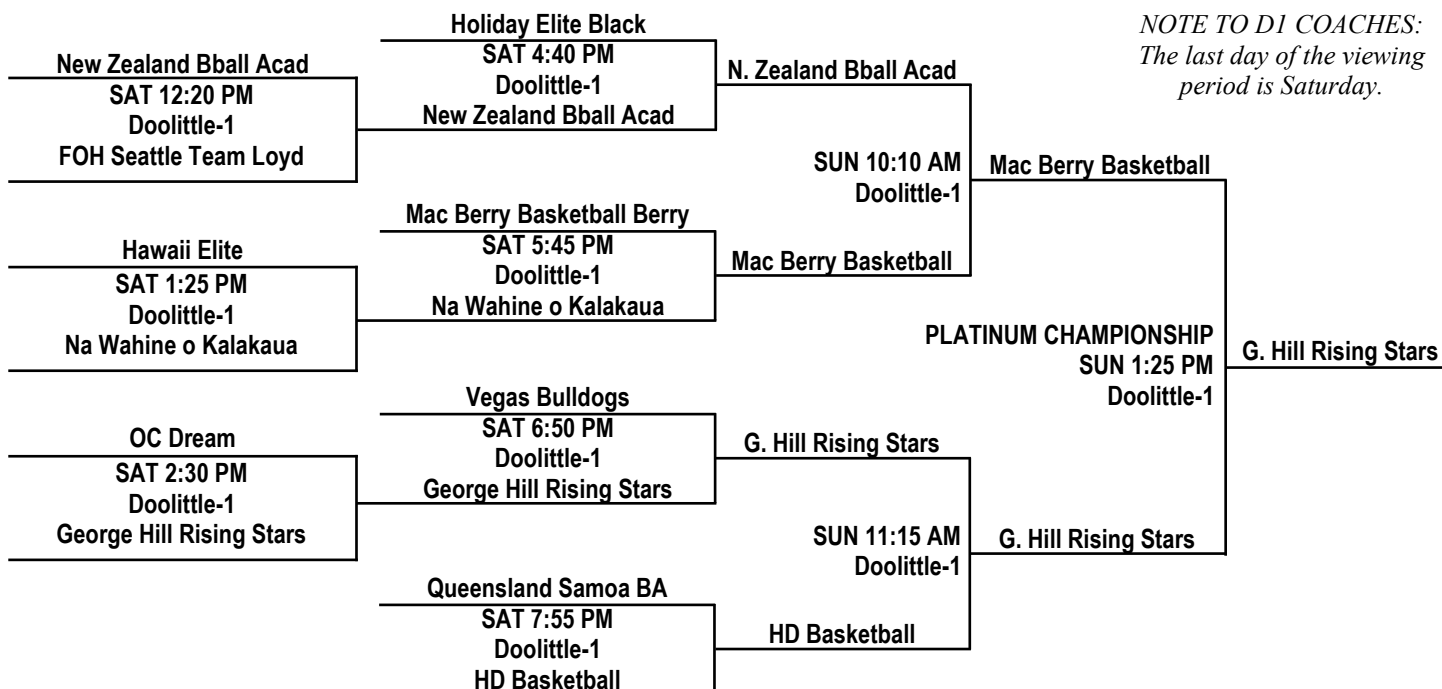 Holiday Elite Black
NOTE TO D1 COACHES:
The last day of the viewing
period is Saturday.
New Zealand Bball Acad
SAT 12:20 PM
Doolittle-1
FOH Seattle Team Loyd
SAT 4:40 PM
Doolittle-1
New Zealand Bball Acad
N. Zealand Bball Acad
SUN 10:10 AM
Doolittle-1
Mac Berry Basketball
Hawaii Elite
SAT 1:25 PM
Doolittle-1
Na Wahine o Kalakaua
Mac Berry Basketball Berry
SAT 5:45 PM
Doolittle-1
Na Wahine o Kalakaua
Mac Berry Basketball
PLATINUM CHAMPIONSHIP
SUN 1:25 PM
Doolittle-1
G. Hill Rising Stars
OC Dream
SAT 2:30 PM
Doolittle-1
George Hill Rising Stars
Vegas Bulldogs
SAT 6:50 PM
Doolittle-1
George Hill Rising Stars
G. Hill Rising Stars
SUN 11:15 AM
Doolittle-1
G. Hill Rising Stars
Queensland Samoa BA
SAT 7:55 PM
Doolittle-1
HD Basketball
HD Basketball